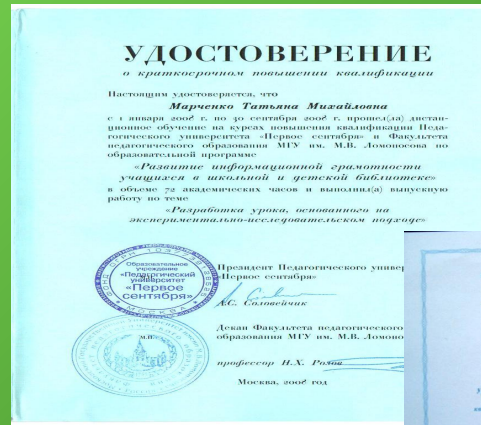 УДОСТОВЕРЕНИЕ
о краткосрочном повышении квалификации
Настоящим удостоверяется, что
Марченко Татьяна Михайловна
с 1 января 2008 г. по 30 сентября 2008 г. прошел(ла) дистан-
ционное обучение на курсах повышения квалификации Педа-
гогического университета «Первое сентября» и Факультета
педагогического образования МГУ им. М.В. Ломоносова по
образовательной программе
«Развитие информационной грамотности
учащихся в школьной и детской библиотеке»
в объеме 72 академических часов и выполнил(а) выпускную
работу по теме
«Разработка урока, основанного на
экспериментально-исследовательском подходе»
Образовательное
учреждение
«Педагогический
университет
«Первое
сентября»
МОСКВА
Президент Педагогического универ
«Первое сентября»
А.С. Соловейчик
М.П.
Декан Факультета педагогического
образования МГУ им. М.В. Ломоно
профессор Н.Х. Розов
Москва, 2008 год